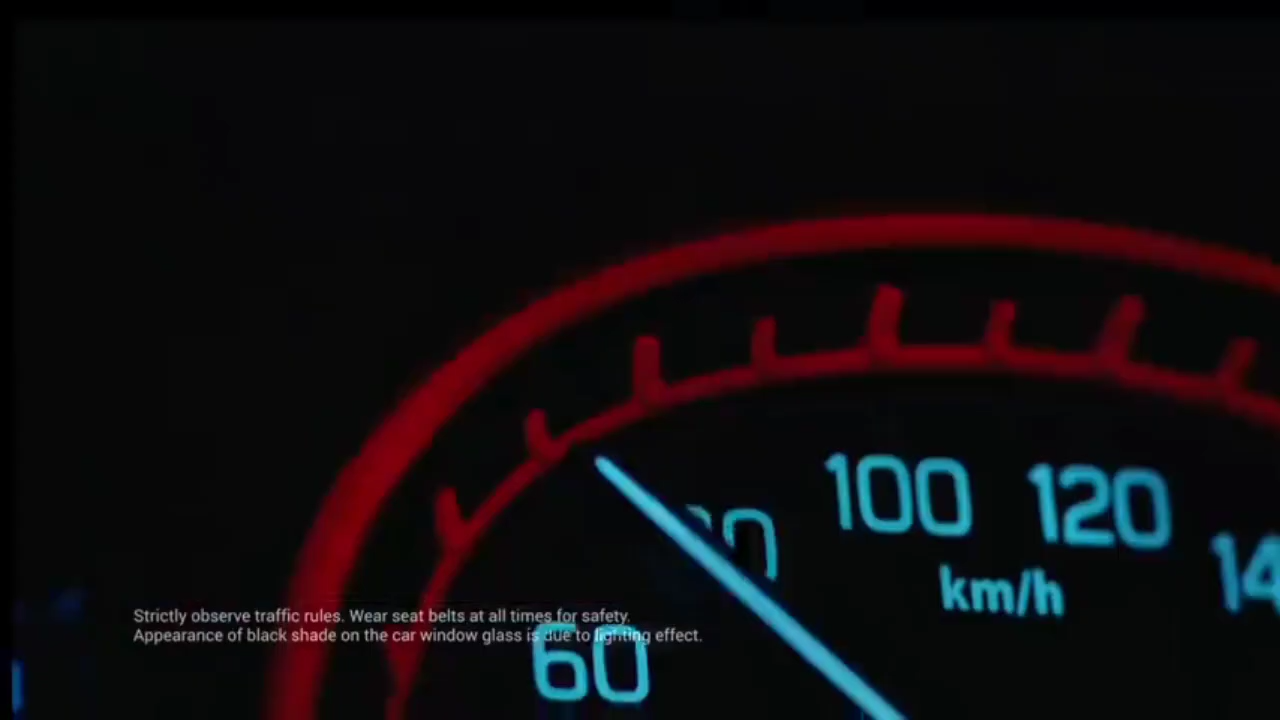 100
120
km/h
Strictly observe traffic rules. Wear seat belts at all times for safety.
Appearance of black shade on the car window glass is due to lighting effect.
60